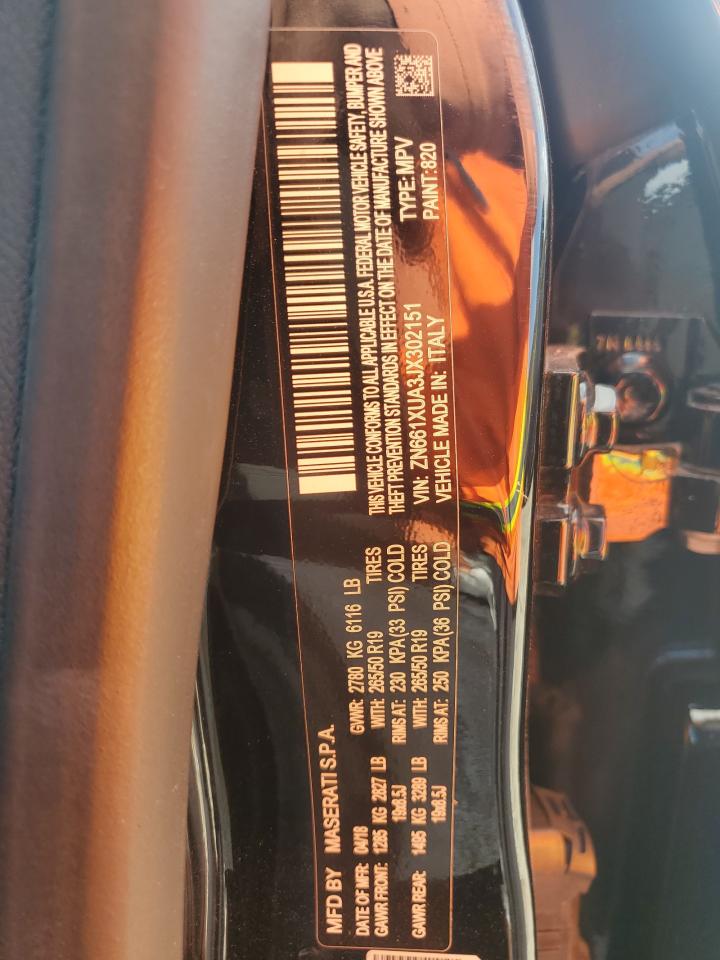 MFD BY MASERATI S.P.A.
DATE OF MFR: 04/18 GVWR: 2780 KG 6116 LB
GAWR FRONT: 1285 KG 2827 LB WITH: 265/50 R19 TIRES
19x8.5J RIMS AT: 230 KPA(33 PSI) COLD
GAWR REAR: 1495 KG 3289 LB WITH: 265/50 R19 TIRES
19x8.5J RIMS AT: 250 KPA(36 PSI) COLD
THIS VEHICLE CONFORMS TO ALL APPLICABLE U.S.A. FEDERAL MOTOR VEHICLE SAFETY, BUMPER AND
THEFT PREVENTION STANDARDS IN EFFECT ON THE DATE OF MANUFACTURE SHOWN ABOVE
VIN: ZN661XUA3JX302151 TYPE: MPV
VEHICLE MADE IN: ITALY PAINT: 820